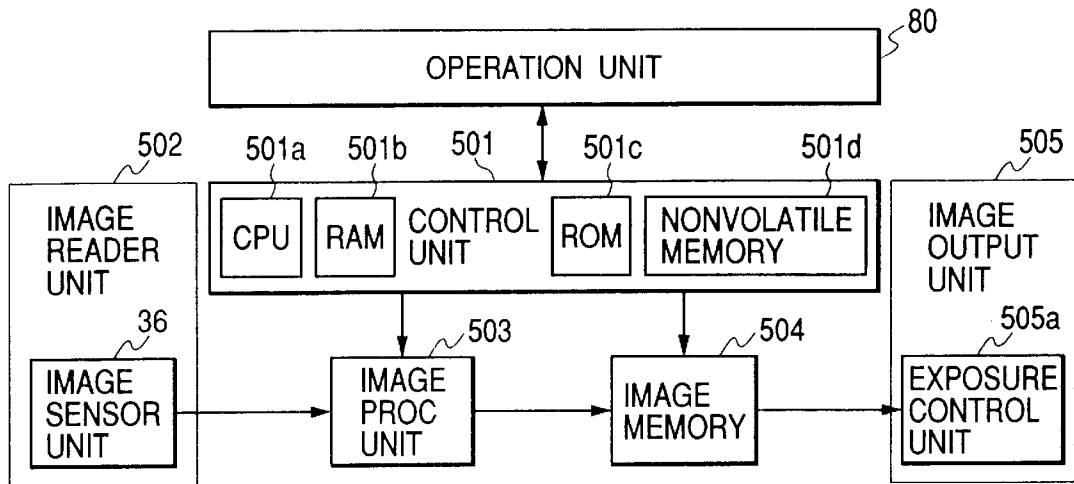 80
OPERATION UNIT
502
501a
501b
501
501c
501d
505
IMAGE
READER
UNIT
CPU
RAM
CONTROL
UNIT
ROM
NONVOLATILE
MEMORY
IMAGE
OUTPUT
UNIT
36
503
504
505a
IMAGE
SENSOR
UNIT
IMAGE
PROC
UNIT
IMAGE
MEMORY
EXPOSURE
CONTROL
UNIT